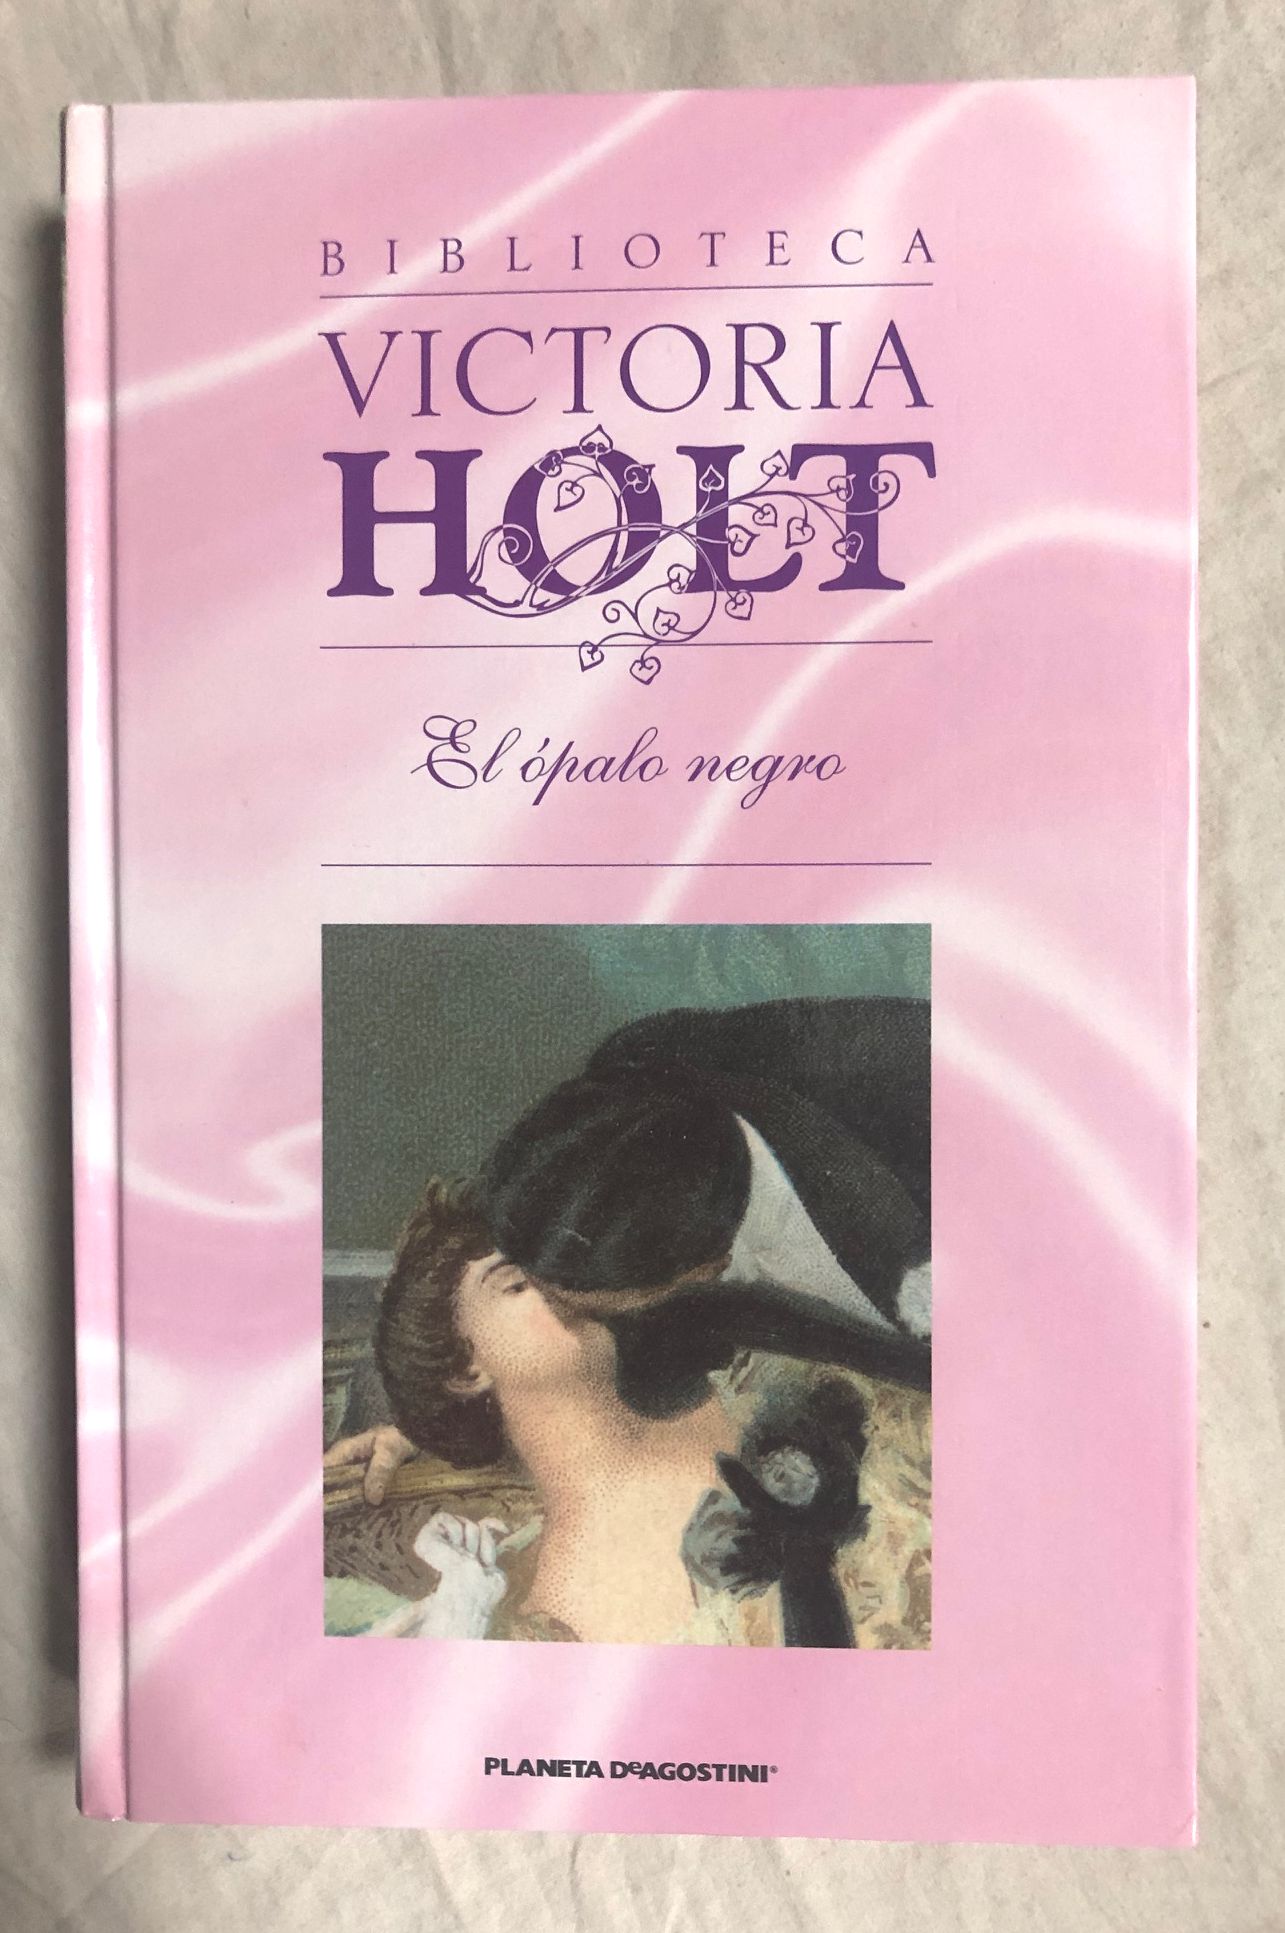 BIBLIOTECA
VICTORIA
HOLT
El ópalo negro
PLANETA DeAGOSTINI®